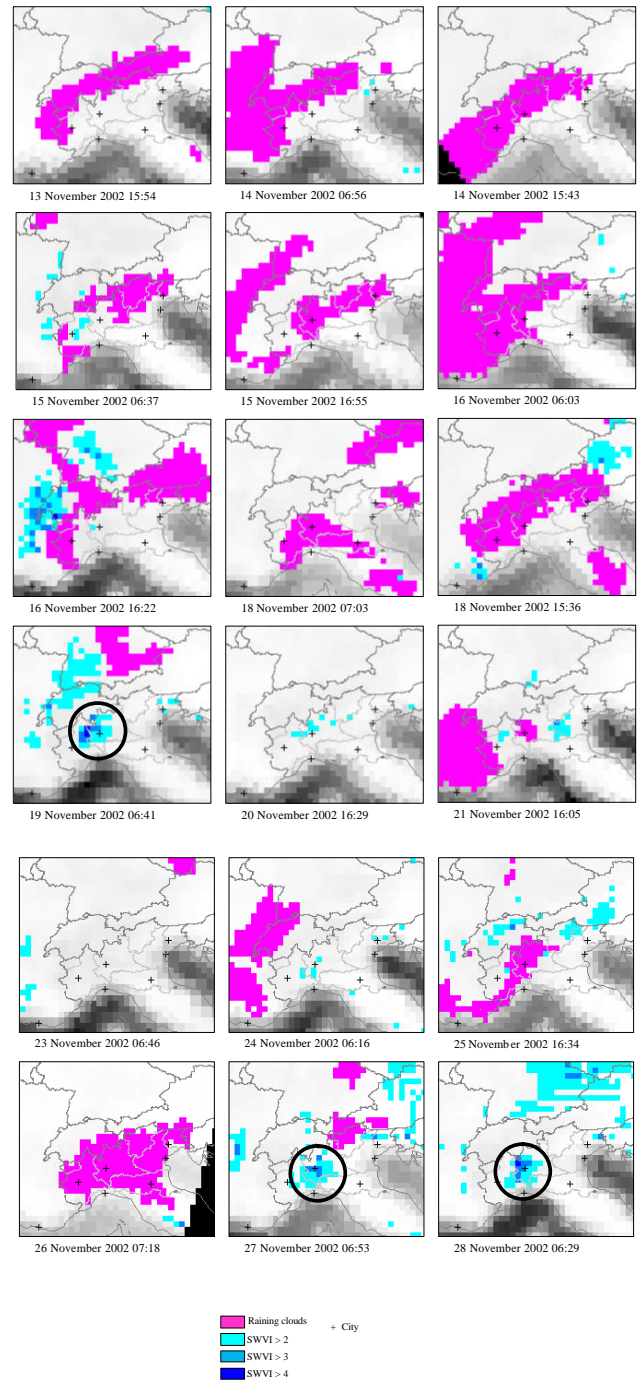 13 November 2002 15:54
14 November 2002 06:56
14 November 2002 15:43
15 November 2002 06:37
15 November 2002 16:55
16 November 2002 06:03
16 November 2002 16:22
18 November 2002 07:03
18 November 2002 15:36
19 November 2002 06:41
20 November 2002 16:29
21 November 2002 16:05
23 November 2002 06:46
24 November 2002 06:16
25 November 2002 16:34
26 November 2002 07:18
27 November 2002 06:53
28 November 2002 06:29
Raining clouds + City
SWVI > 2
SWVI > 3
SWVI > 4